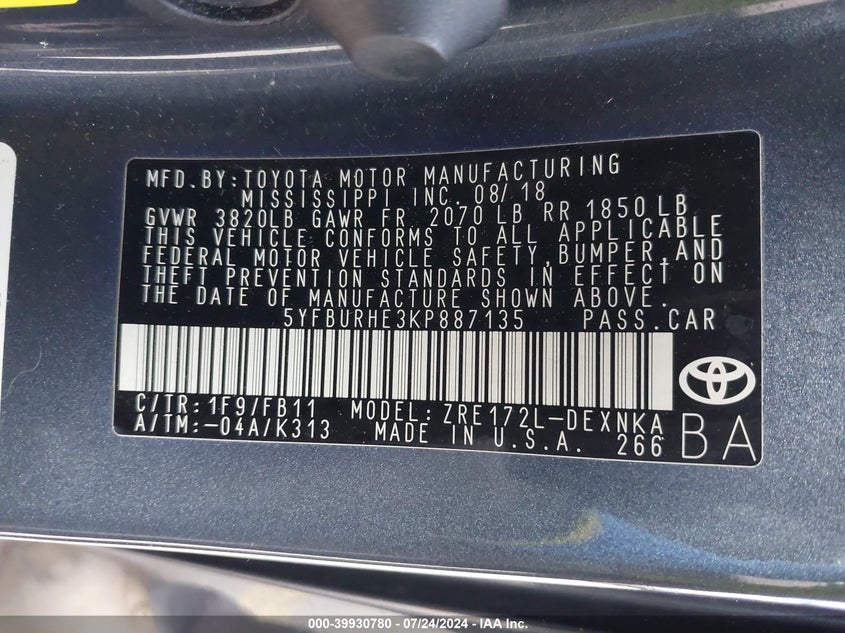 MFD.BY:TOYOTA MOTOR MANUFACTURING
MISSISSIPPI INC. 08/18
GVWR 3820LB GAWR FR 2070 LB RR 1850 LB
THIS VEHICLE CONFORMS TO ALL APPLICABLE
FEDERAL MOTOR VEHICLE SAFETY,BUMPER,AND
THEFT PREVENTION STANDARDS IN EFFECT ON
THE DATE OF MANUFACTURE SHOWN ABOVE.
5YFBURHE3KP887135 PASS.CAR
C/TR:1F9/FB11 MODEL: ZRE172L-DEXNKA
A/TM:-04A/K313 MADE IN U.S.A. 266
BA
000-39930780 - 07/24/2024 - IAA Inc.